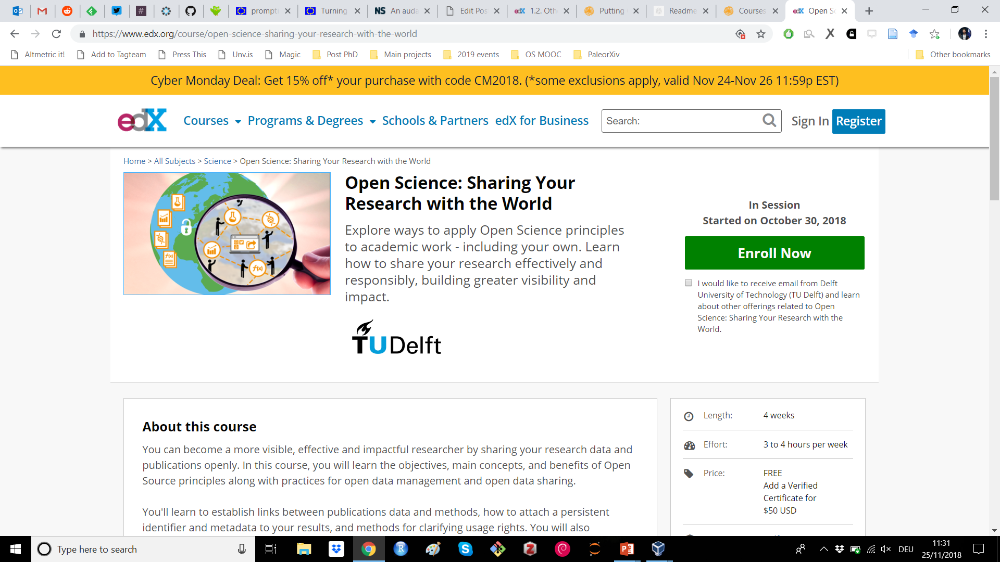 prompti
Turning
NS An auda
Edit Pos
edX 1.2. Oth
Putting
Readme
Courses
edX Open Sc
https://www.edx.org/course/open-science-sharing-your-research-with-the-world
Altmetric it!
Add to Tagteam
Press This
Unv.is
Magic
Post PhD
Main projects
2019 events
OS MOOC
PaleorXiv
Other bookmarks
Cyber Monday Deal: Get 15% off* your purchase with code CM2018. (*some exclusions apply, valid Nov 24-Nov 26 11:59p EST)
edX
Courses
Programs & Degrees
Schools & Partners
edX for Business
Search:
Sign In
Register
Home > All Subjects > Science > Open Science: Sharing Your Research with the World
Open Science: Sharing Your
Research with the World
Explore ways to apply Open Science principles
to academic work - including your own. Learn
how to share your research effectively and
responsibly, building greater visibility and
impact.
TUDelft
In Session
Started on October 30, 2018
Enroll Now
I would like to receive email from Delft
University of Technology (TU Delft) and learn
about other offerings related to Open
Science: Sharing Your Research with the
World.
About this course
You can become a more visible, effective and impactful researcher by sharing your research data and
publications openly. In this course, you will learn the objectives, main concepts, and benefits of Open
Source principles along with practices for open data management and open data sharing.
You'll learn to establish links between publications data and methods, how to attach a persistent
identifier and metadata to your results, and methods for clarifying usage rights. You will also
Length: 4 weeks
Effort: 3 to 4 hours per week
Price: FREE
Add a Verified
Certificate for
$50 USD
Type here to search
DEU
11:31
25/11/2018